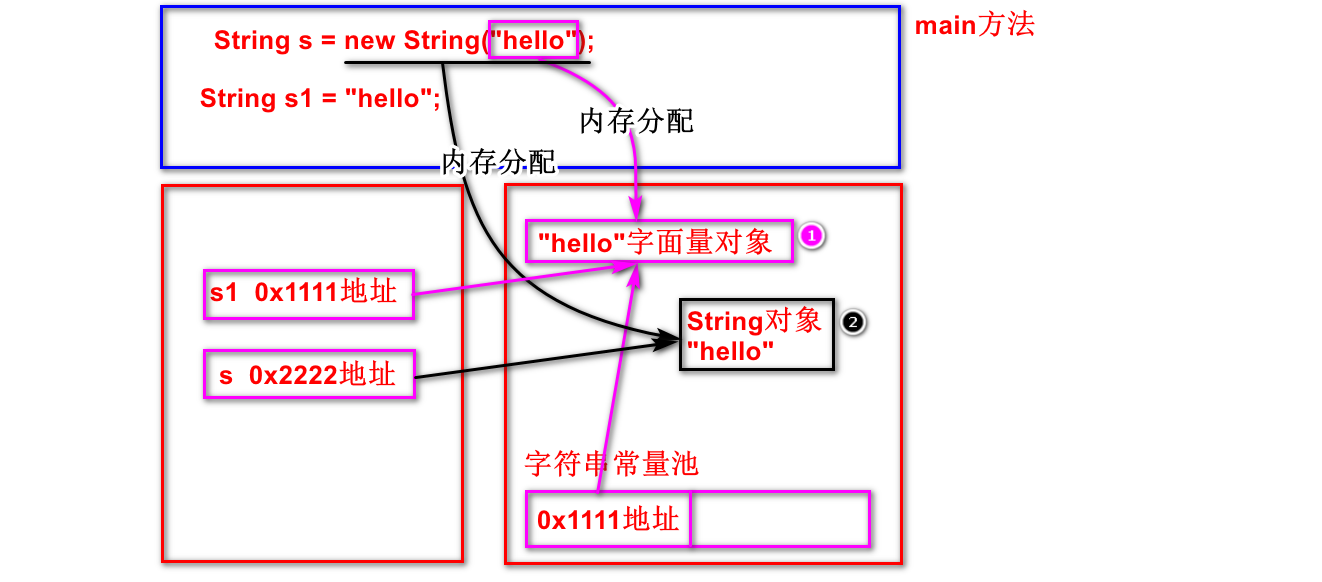 String s = new String("hello");
main方法
String s1 = "hello";
内存分配
内存分配
"hello"字面量对象
1
s1 0x1111地址
String对象
"hello"
2
s 0x2222地址
字符串常量池
0x1111地址